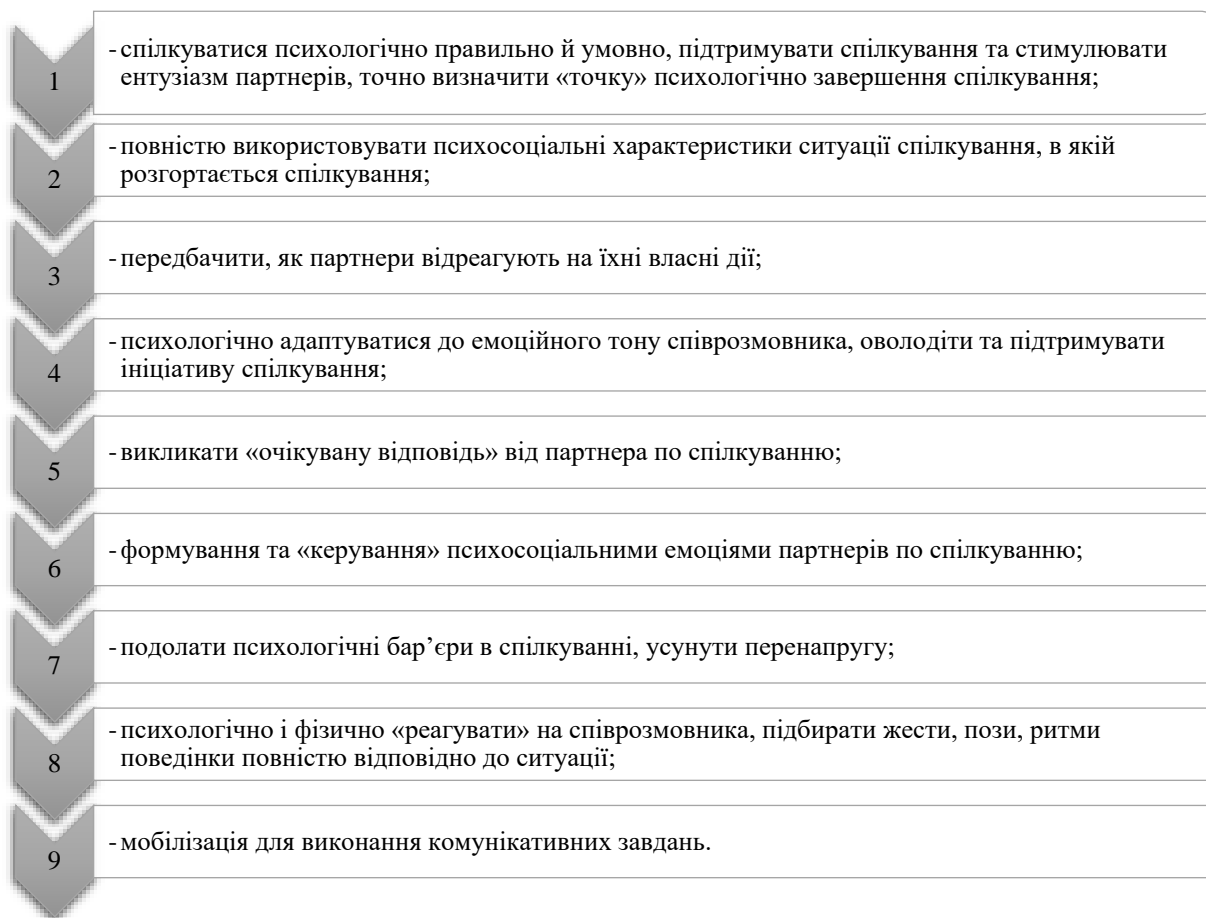 1
- спілкуватися психологічно правильно й умовно, підтримувати спілкування та стимулювати
ентузіазм партнерів, точно визначити «точку» психологічно завершення спілкування;
2
- повністю використовувати психосоціальні характеристики ситуації спілкування, в якій
розгортається спілкування;
3
- передбачити, як партнери відреагують на їхні власні дії;
4
- психологічно адаптуватися до емоційного тону співрозмовника, оволодіти та підтримувати
ініціативу спілкування;
5
- викликати «очікувану відповідь» від партнера по спілкуванню;
6
- формування та «керування» психосоціальними емоціями партнерів по спілкуванню;
7
- подолати психологічні бар’єри в спілкуванні, усунути перенапругу;
8
- психологічно і фізично «реагувати» на співрозмовника, підбирати жести, пози, ритми
поведінки повністю відповідно до ситуації;
9
- мобілізація для виконання комунікативних завдань.